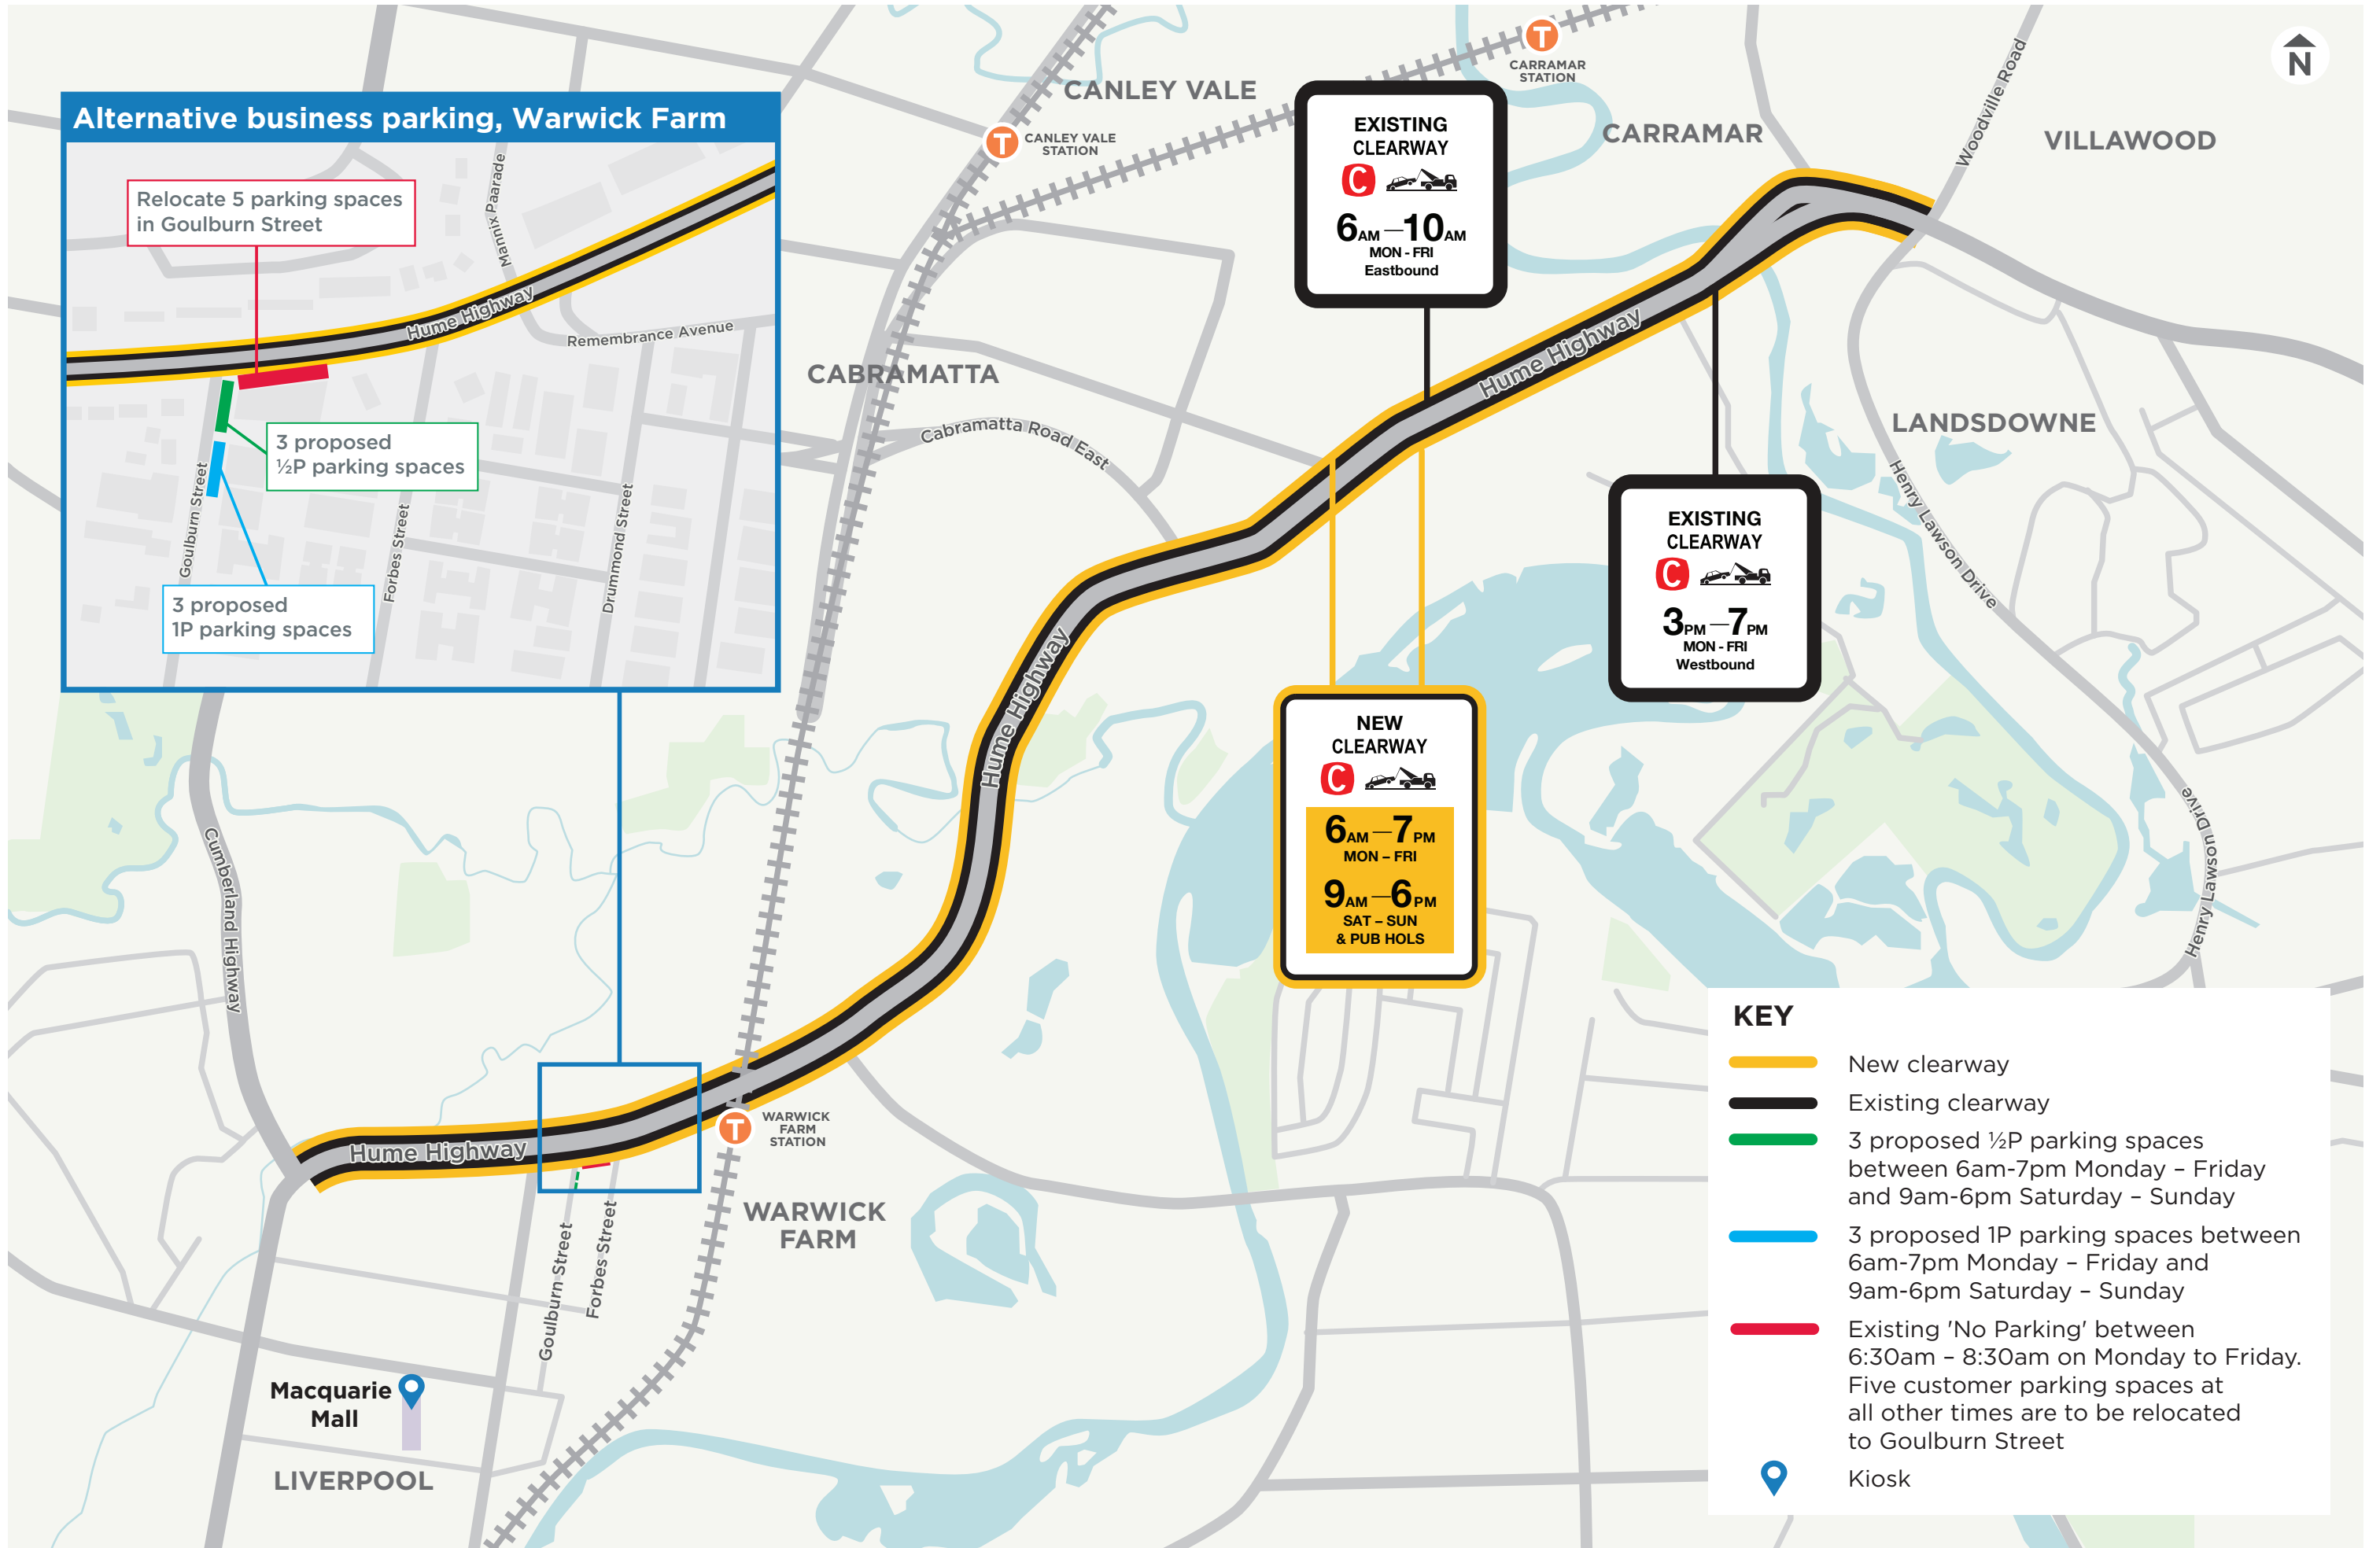 Alternative business parking, Warwick Farm
Relocate 5 parking spaces
in Goulburn Street
Mannix Paarade
Hume Highway
Remembrance Avenue
3 proposed
½P parking spaces
3 proposed
1P parking spaces
Goulburn Street
Forbes Street
Drummond Street
N
T
CARRAMAR
STATION
CANLEY VALE
T
CANLEY VALE
STATION
CARRAMAR
Woodville Road
VILLAWOOD
EXISTING
CLEARWAY
C
6AM—10AM
MON - FRI
Eastbound
CABRAMATTA
Cabramatta Road East
Hume Highway
LANDSDOWNE
Henry Lawson Drive
EXISTING
CLEARWAY
C
3PM—7PM
MON - FRI
Westbound
Hume Highway
NEW
CLEARWAY
C
6AM—7PM
MON – FRI
9AM—6PM
SAT – SUN
& PUB HOLS
Henry Lawson Drive
Henry Lawson Drive
Cumberland Highway
Hume Highway
T
WARWICK
FARM
STATION
WARWICK
FARM
Goulburn Street
Forbes Street
Macquarie
Mall
LIVERPOOL
KEY
New clearway
Existing clearway
3 proposed ½P parking spaces
between 6am-7pm Monday – Friday
and 9am-6pm Saturday – Sunday
3 proposed 1P parking spaces between
6am-7pm Monday – Friday and
9am-6pm Saturday – Sunday
Existing 'No Parking' between
6:30am – 8:30am on Monday to Friday.
Five customer parking spaces at
all other times are to be relocated
to Goulburn Street
Kiosk